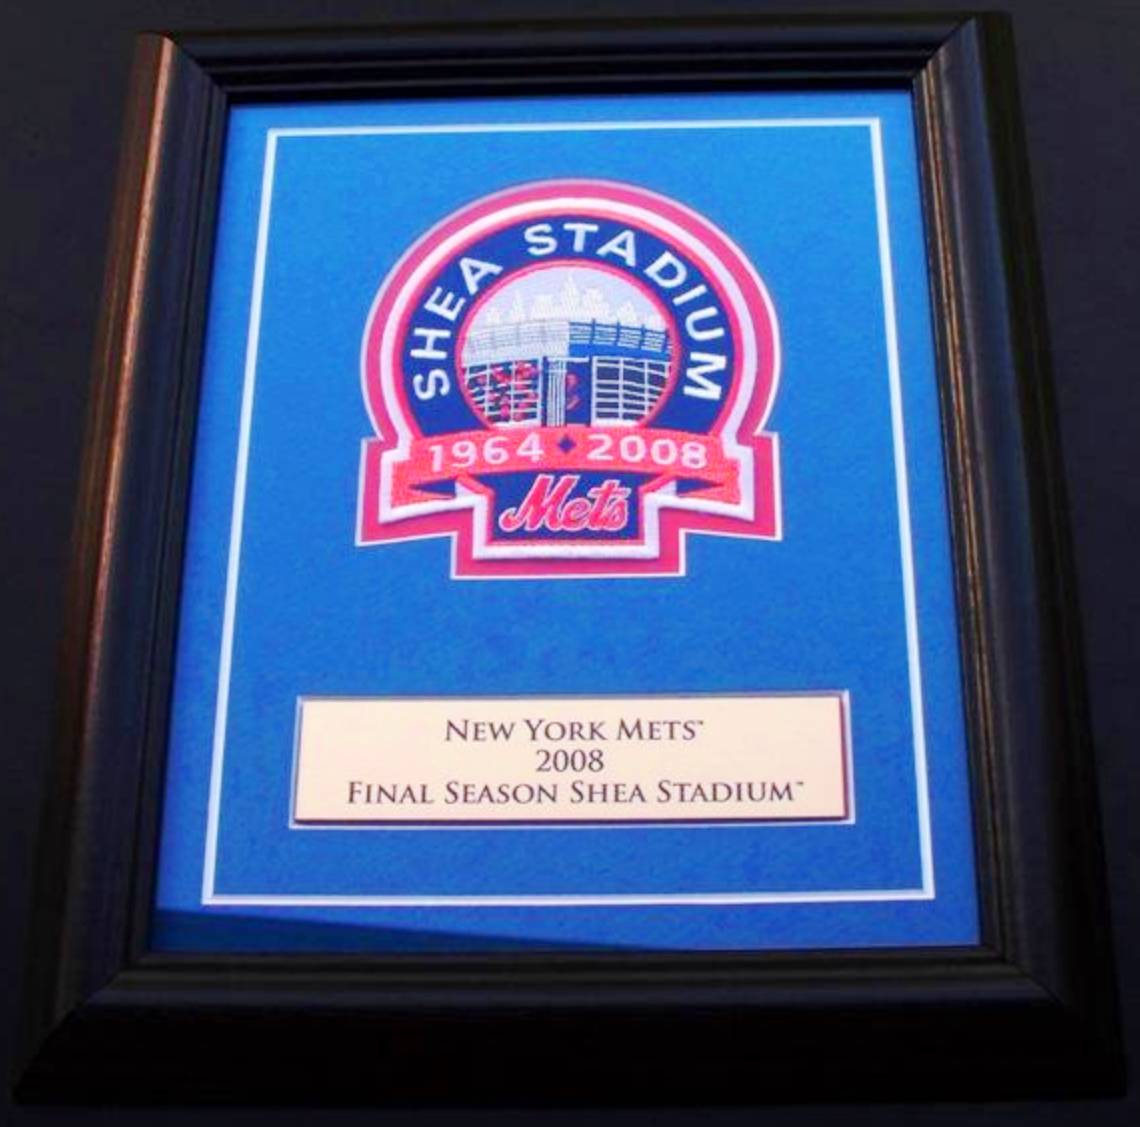 SHEA STADIUM
1964 ♦ 2008
Mets
NEW YORK METS™
2008
FINAL SEASON SHEA STADIUM™